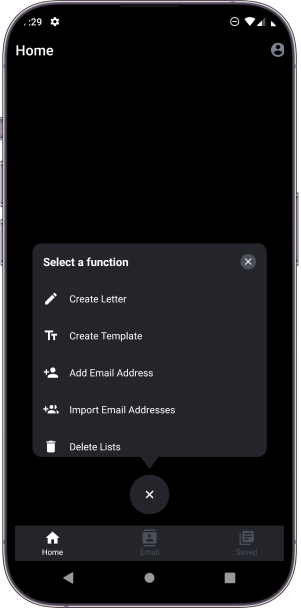 :29
Home
Select a function
Create Letter
Create Template
Add Email Address
Import Email Addresses
Delete Lists
Home
Email
Saved